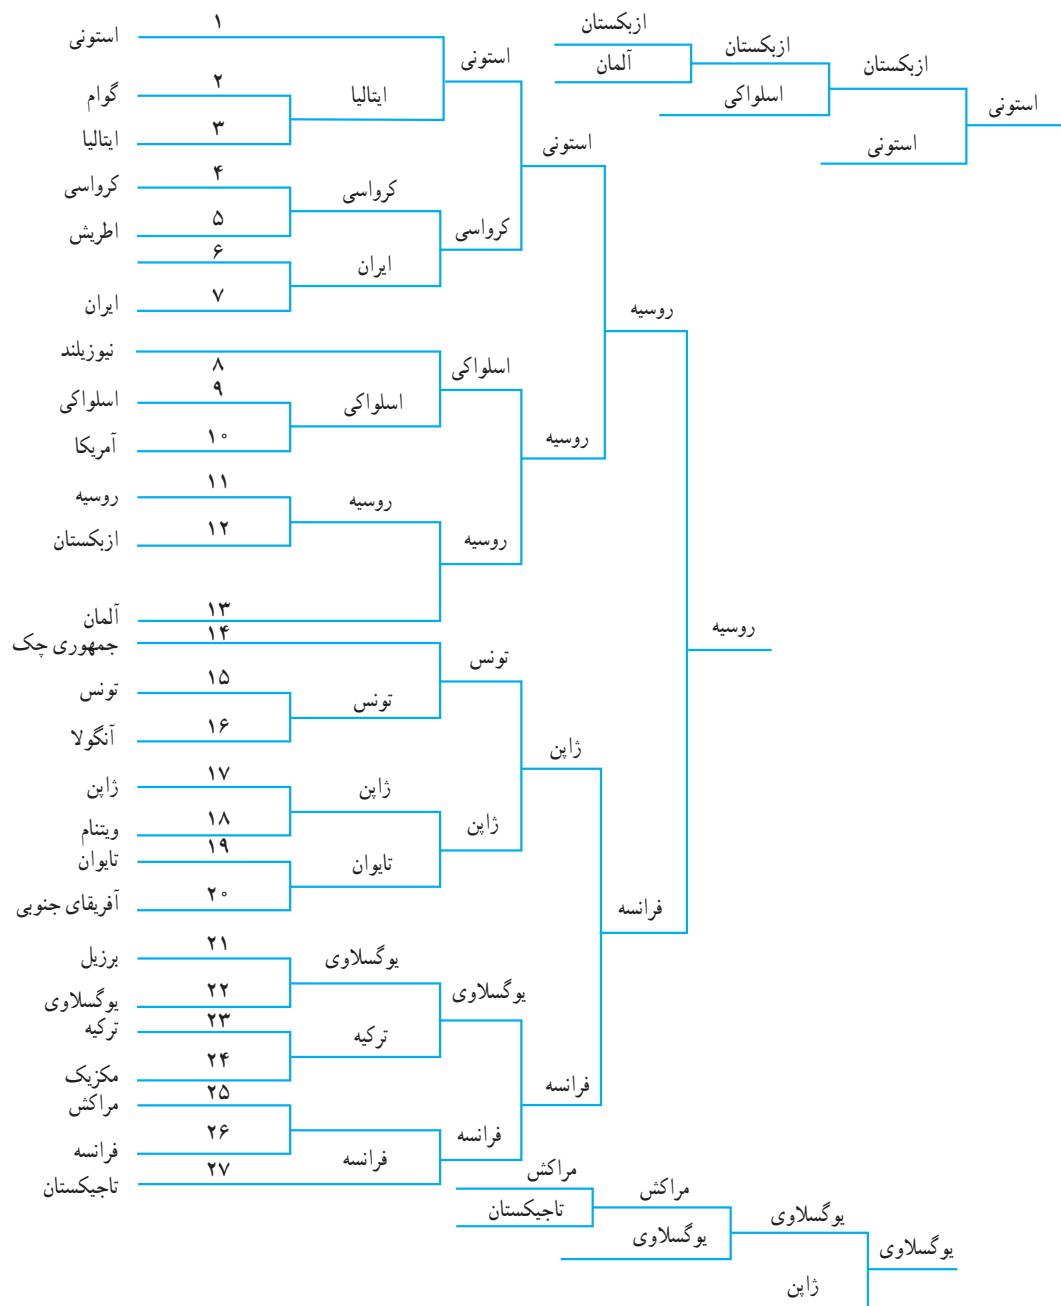 ۱
استونی
۲
گوام
۳
ایتالیا
۴
کرواسی
۵
اطریش
۶
۷
ایران
نیوزیلند
۸
۹
اسلواکی
۱۰
آمریکا
۱۱
روسیه
۱۲
ازبکستان
۱۳
آلمان
۱۴
جمهوری چک
۱۵
تونس
۱۶
آنگولا
۱۷
ژاپن
۱۸
ویتنام
۱۹
تایوان
۲۰
آفریقای جنوبی
۲۱
برزیل
۲۲
یوگسلاوی
۲۳
ترکیه
۲۴
مکزیک
۲۵
مراکش
۲۶
فرانسه
۲۷
تاجیکستان
ایتالیا
کرواسی
ایران
اسلواکی
روسیه
تونس
ژاپن
تایوان
یوگسلاوی
ترکیه
فرانسه
استونی
کرواسی
اسلواکی
روسیه
تونس
ژاپن
یوگسلاوی
فرانسه
استونی
روسیه
ژاپن
فرانسه
روسیه
فرانسه
روسیه
ازبکستان
آلمان
ازبکستان
اسلواکی
ازبکستان
استونی
استونی
مراکش
تاجیکستان
مراکش
یوگسلاوی
یوگسلاوی
ژاپن
یوگسلاوی